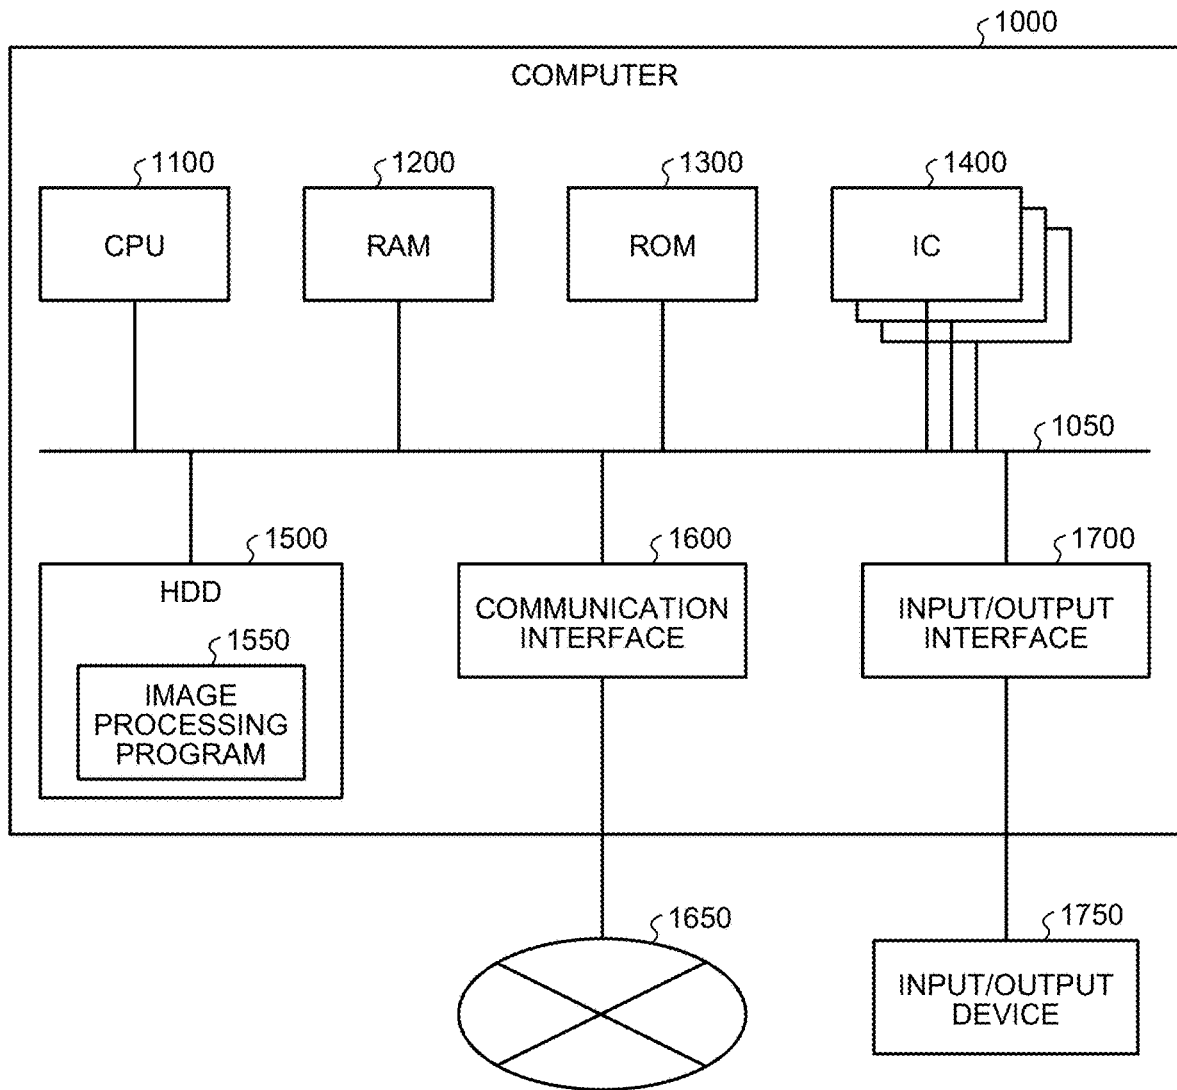 1000
COMPUTER
1100
1200
1300
1400
CPU
RAM
ROM
IC
1050
1500
1600
1700
HDD
COMMUNICATION
INTERFACE
INPUT/OUTPUT
INTERFACE
1550
IMAGE
PROCESSING
PROGRAM
1650
1750
INPUT/OUTPUT
DEVICE